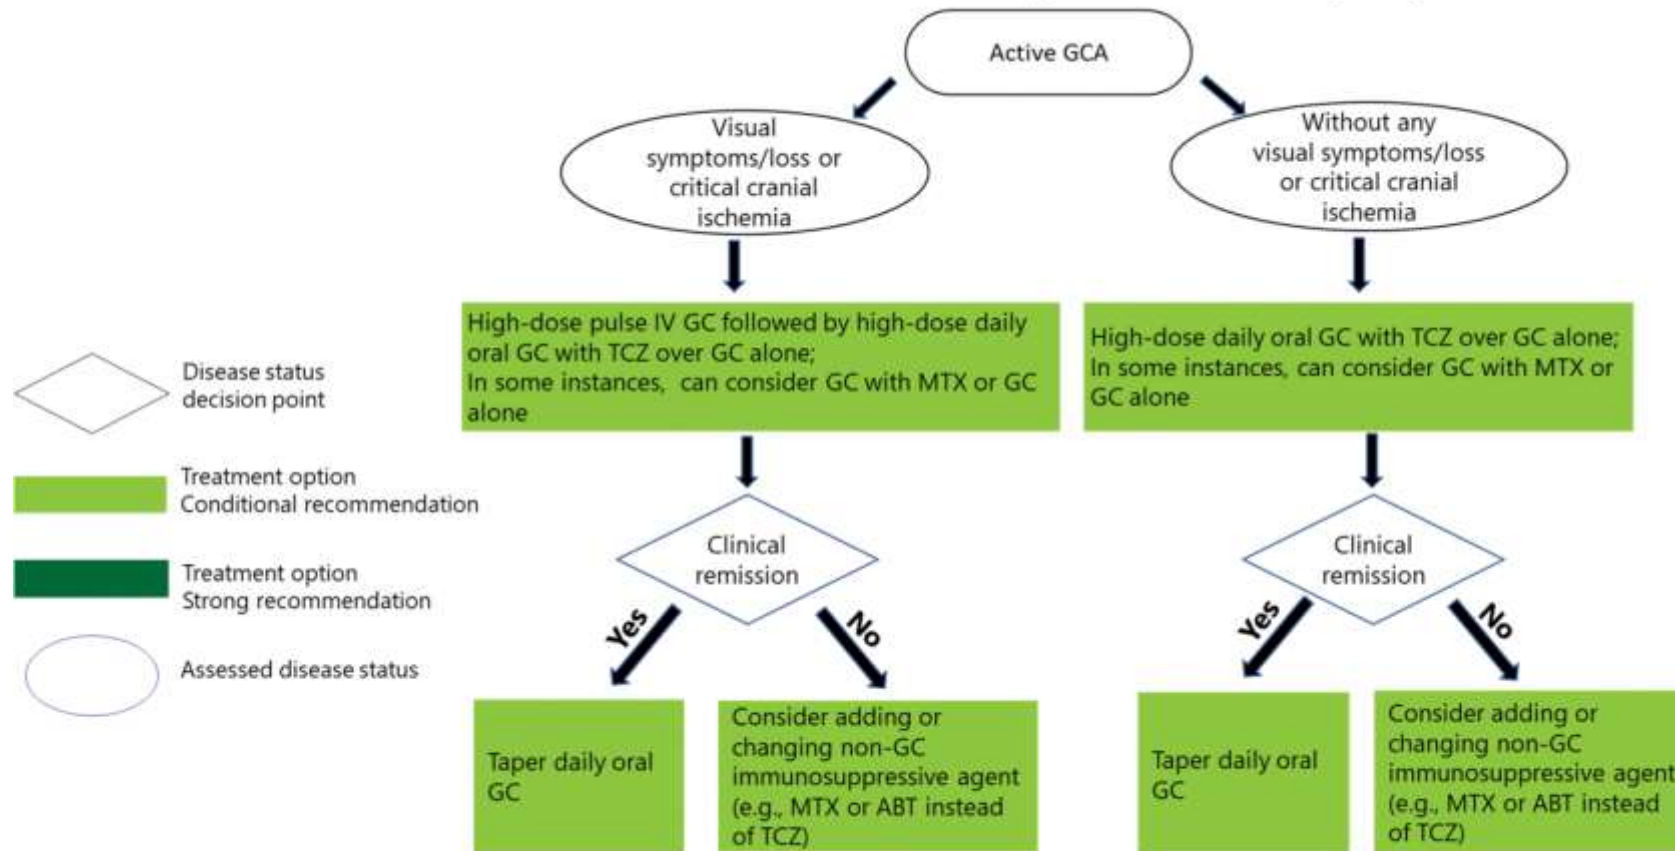 Active GCA
Visual
symptoms/loss or
critical cranial
ischemia
Without any
visual symptoms/loss
or critical cranial
ischemia
High-dose pulse IV GC followed by high-dose daily
oral GC with TCZ over GC alone;
In some instances, can consider GC with MTX or GC
alone
High-dose daily oral GC with TCZ over GC alone;
In some instances, can consider GC with MTX or
GC alone
Disease status
decision point
Treatment option
Conditional recommendation
Treatment option
Strong recommendation
Assessed disease status
Clinical
remission
Yes
No
Clinical
remission
Yes
No
Taper daily oral
GC
Consider adding or
changing non-GC
immunosuppressive agent
(e.g., MTX or ABT instead
of TCZ)
Taper daily oral
GC
Consider adding or
changing non-GC
immunosuppressive agent
(e.g., MTX or ABT instead
of TCZ)